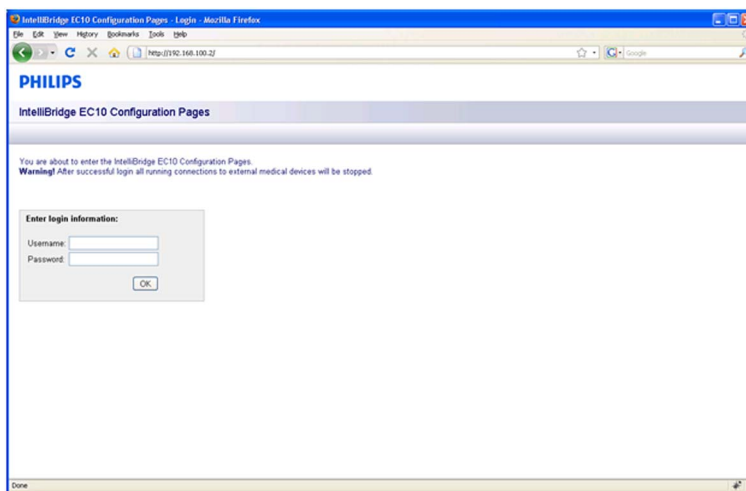 IntelliBridge EC10 Configuration Pages - Login - Mozilla Firefox
File Edit View History Bookmarks Tools Help
http://192.168.100.2/
Google
PHILIPS
IntelliBridge EC10 Configuration Pages
You are about to enter the IntelliBridge EC10 Configuration Pages.
Warning! After successful login all running connections to external medical devices will be stopped.
Enter login information:
Username:
Password:
OK
Done